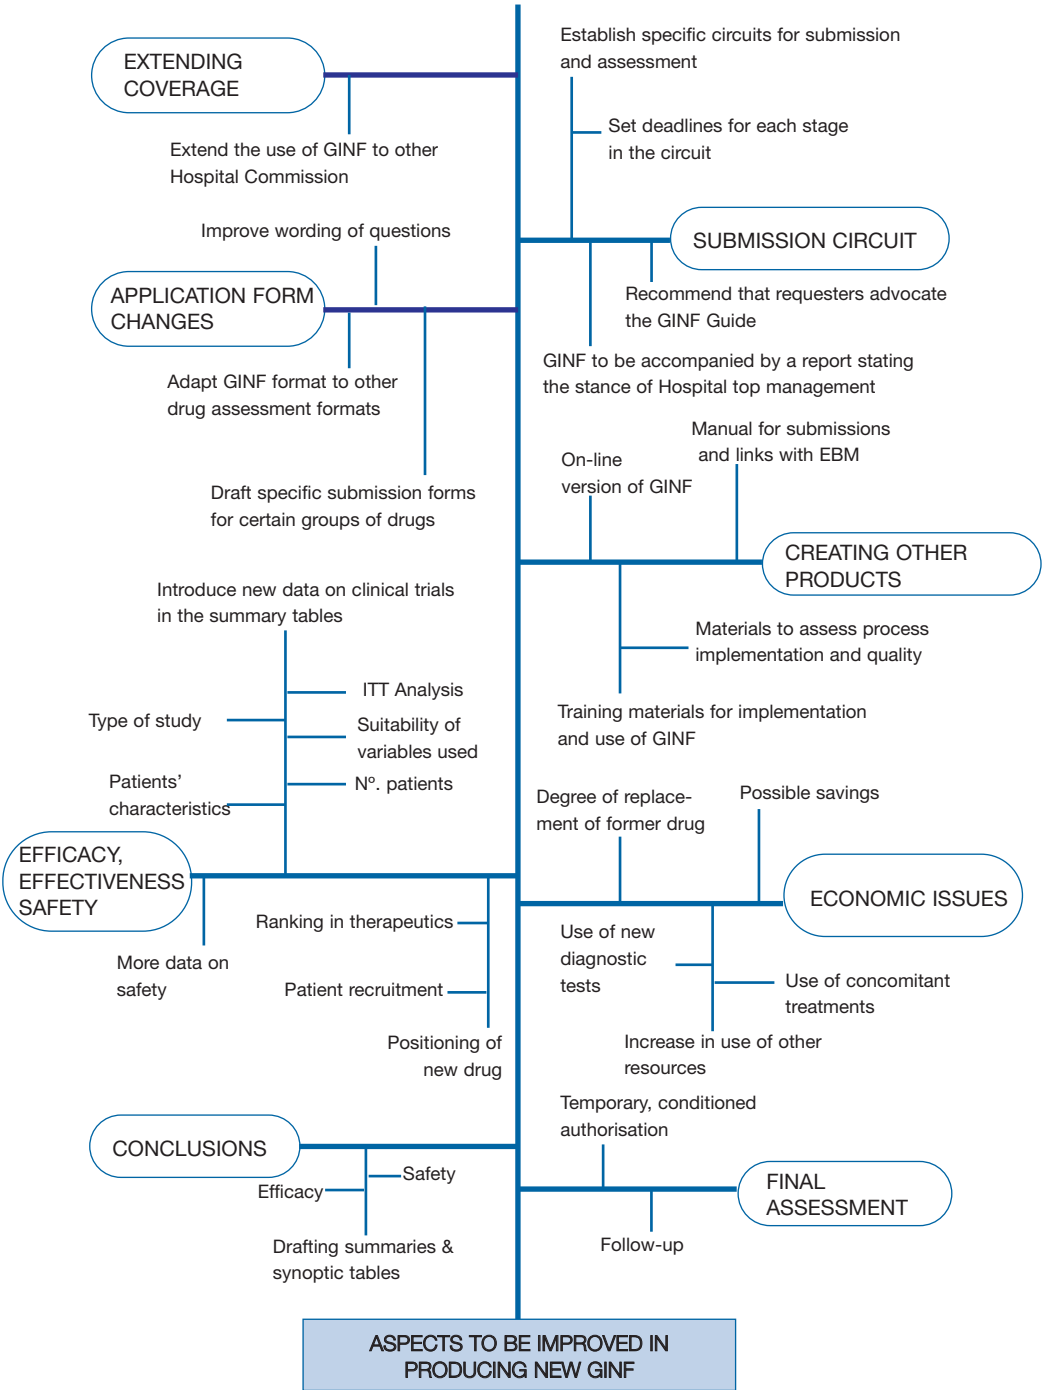 EXTENDING
COVERAGE
Extend the use of GINF to other
Hospital Commission
Establish specific circuits for submission
and assessment
Set deadlines for each stage
in the circuit
SUBMISSION CIRCUIT
Recommend that requesters advocate
the GINF Guide
GINF to be accompanied by a report stating
the stance of Hospital top management
Improve wording of questions
APPLICATION FORM
CHANGES
Adapt GINF format to other
drug assessment formats
Draft specific submission forms
for certain groups of drugs
Manual for submissions
and links with EBM
On-line
version of GINF
CREATING OTHER
PRODUCTS
Materials to assess process
implementation and quality
Training materials for implementation
and use of GINF
Introduce new data on clinical trials
in the summary tables
ITT Analysis
Type of study
Suitability of
variables used
Nº. patients
Patients’
characteristics
EFFICACY,
EFFECTIVENESS
SAFETY
More data on
safety
Ranking in therapeutics
Patient recruitment
Positioning of
new drug
Degree of replace-
ment of former drug
Possible savings
ECONOMIC ISSUES
Use of new
diagnostic
tests
Use of concomitant
treatments
Increase in use of other
resources
CONCLUSIONS
Safety
Efficacy
Drafting summaries &
synoptic tables
Temporary, conditioned
authorisation
FINAL
ASSESSMENT
Follow-up
ASPECTS TO BE IMPROVED IN
PRODUCING NEW GINF